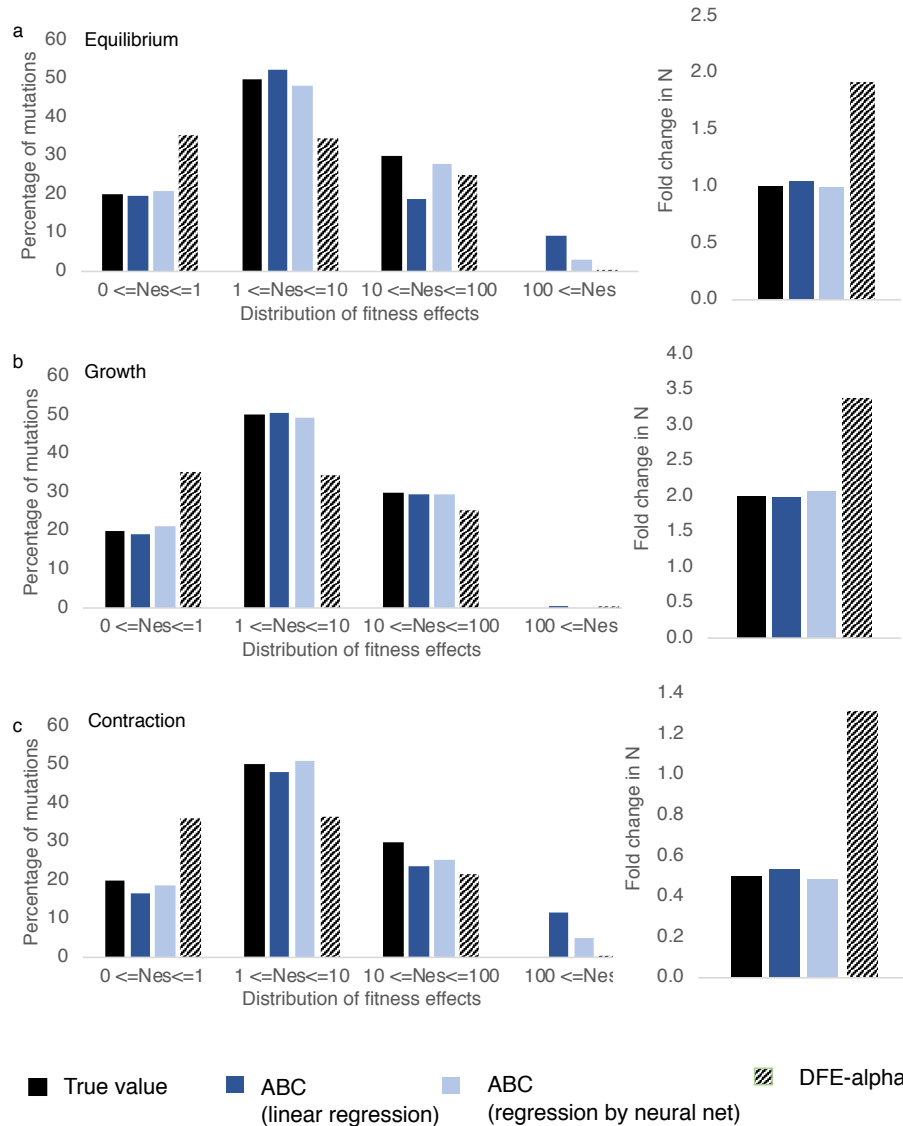 a
Equilibrium
Percentage of mutations
60
50
40
30
20
10
0
0 <=Nes<=1 1 <=Nes<=10 10 <=Nes<=100 100 <=Nes
Distribution of fitness effects
Fold change in N
2.5
2.0
1.5
1.0
0.5
0.0
b
Growth
Percentage of mutations
60
50
40
30
20
10
0
0 <=Nes<=1 1 <=Nes<=10 10 <=Nes<=100 100 <=Nes
Distribution of fitness effects
Fold change in N
4.0
3.5
3.0
2.5
2.0
1.5
1.0
0.5
0.0
c
Contraction
Percentage of mutations
60
50
40
30
20
10
0
0 <=Nes<=1 1 <=Nes<=10 10 <=Nes<=100 100 <=Nes
Distribution of fitness effects
Fold change in N
1.4
1.2
1.0
0.8
0.6
0.4
0.2
0.0
True value
ABC
(linear regression)
ABC
(regression by neural net)
DFE-alpha